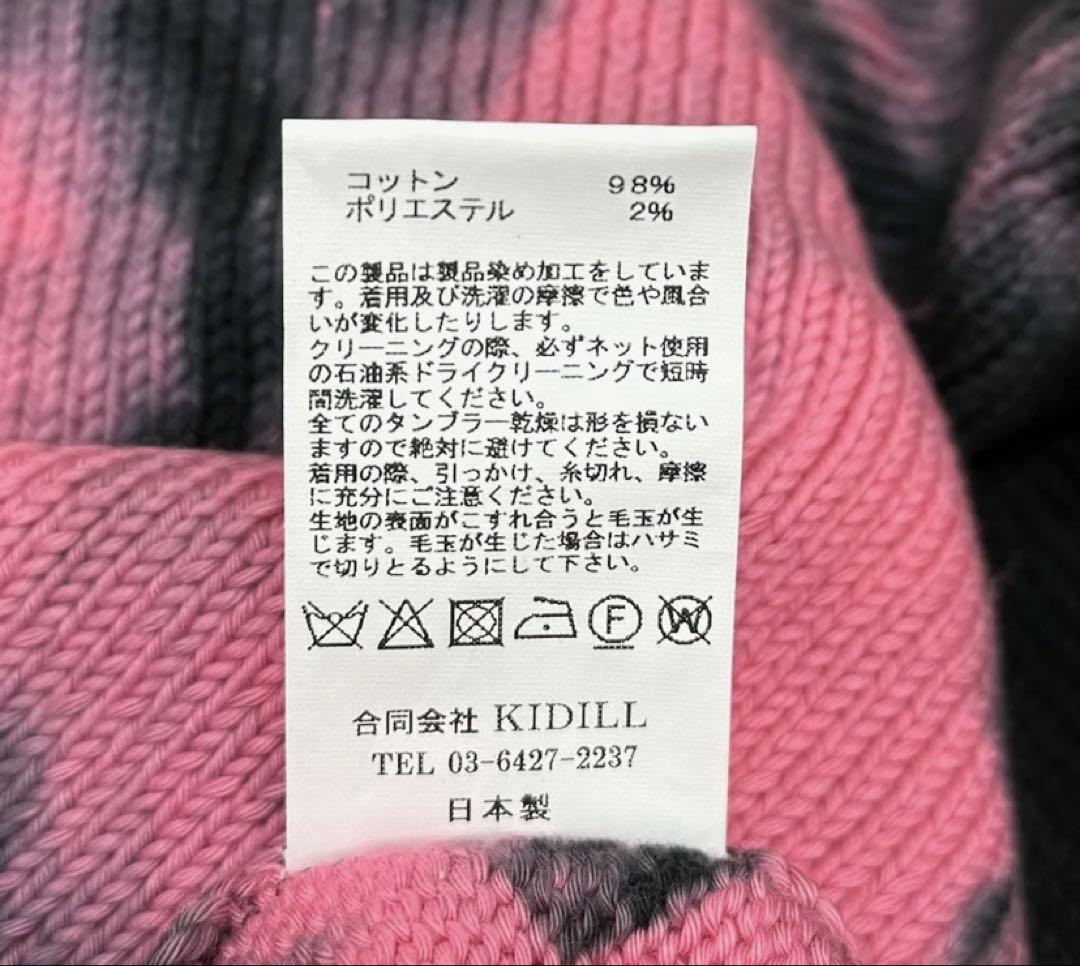 コットン 98%
ポリエステル 2%
この製品は製品染め加工をしていま
す。着用及び洗濯の摩擦で色や風合
いが変化したりします。
クリーニングの際、必ずネット使用
の石油系ドライクリーニングで短時
間洗濯してください。
全てのタンブラー乾燥は形を損ない
ますので絶対に避けてください。
着用の際、引っかけ、糸切れ、摩擦
に充分にご注意ください。
生地の表面がこすれ合うと毛玉が生
じます。毛玉が生じた場合はハサミ
で切りとるようにして下さい。
F W
合同会社 KIDILL
TEL 03-6427-2237
日本製